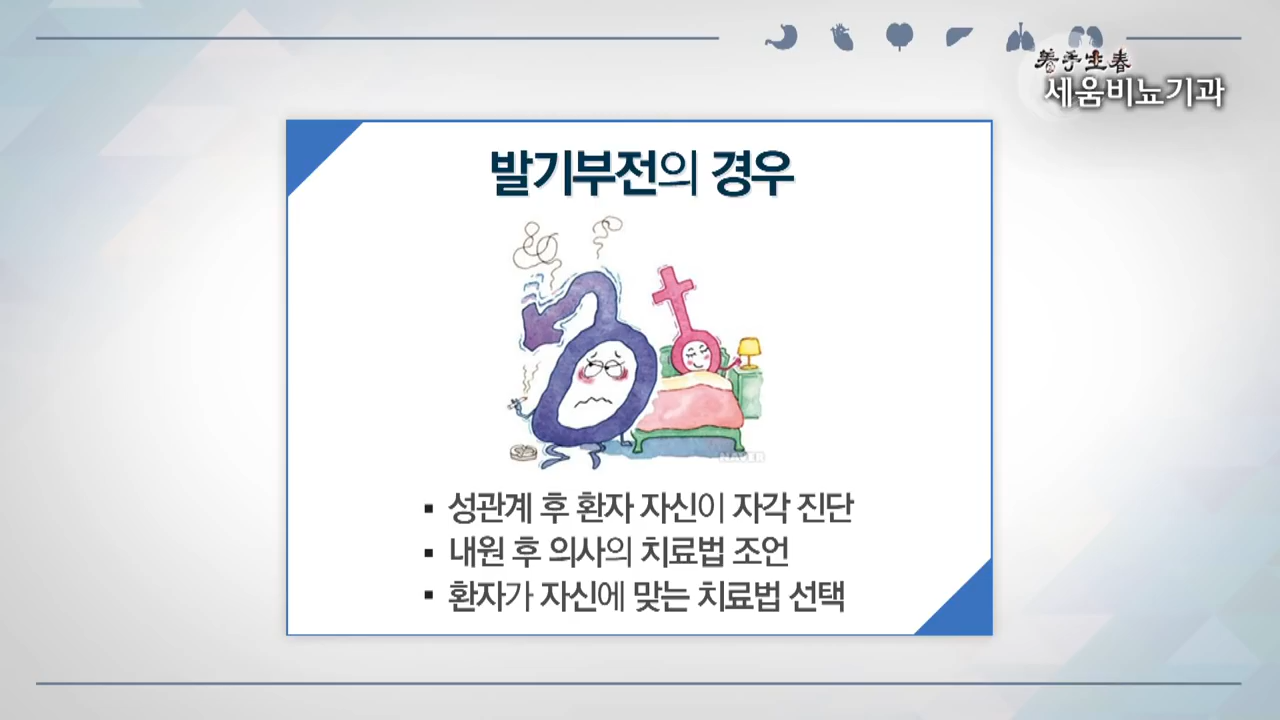 着手生春
세움비뇨기과
발기부전의 경우
NAVER
▪ 성관계 후 환자 자신이 자각 진단
▪ 내원 후 의사의 치료법 조언
▪ 환자가 자신에 맞는 치료법 선택